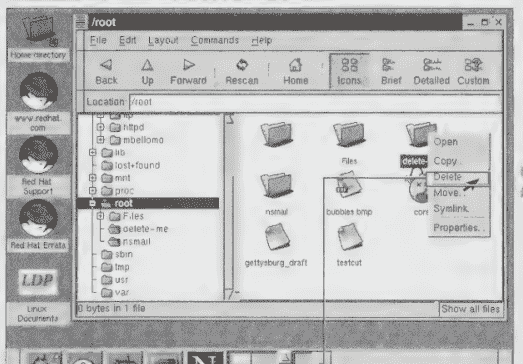 /root
File Edit Layout Commands Help
Back Up Forward Rescan Home Icons Brief Detailed Custom
Location: /root
Home directory
www.redhat.com
Red Hat
Support
Red Hat Errata
LDP
Linux
Documents
httpd
mbellomo
lib
lost+found
mnt
proc
root
Files
delete-me
nsmail
sbin
tmp
usr
var
Files
delete-
nsmail
bubbles.bmp
core
gettysburg_draft
testcut
Open
Copy...
Delete...
Move...
Symlink...
Properties...
0 bytes in 1 file
Show all files
N